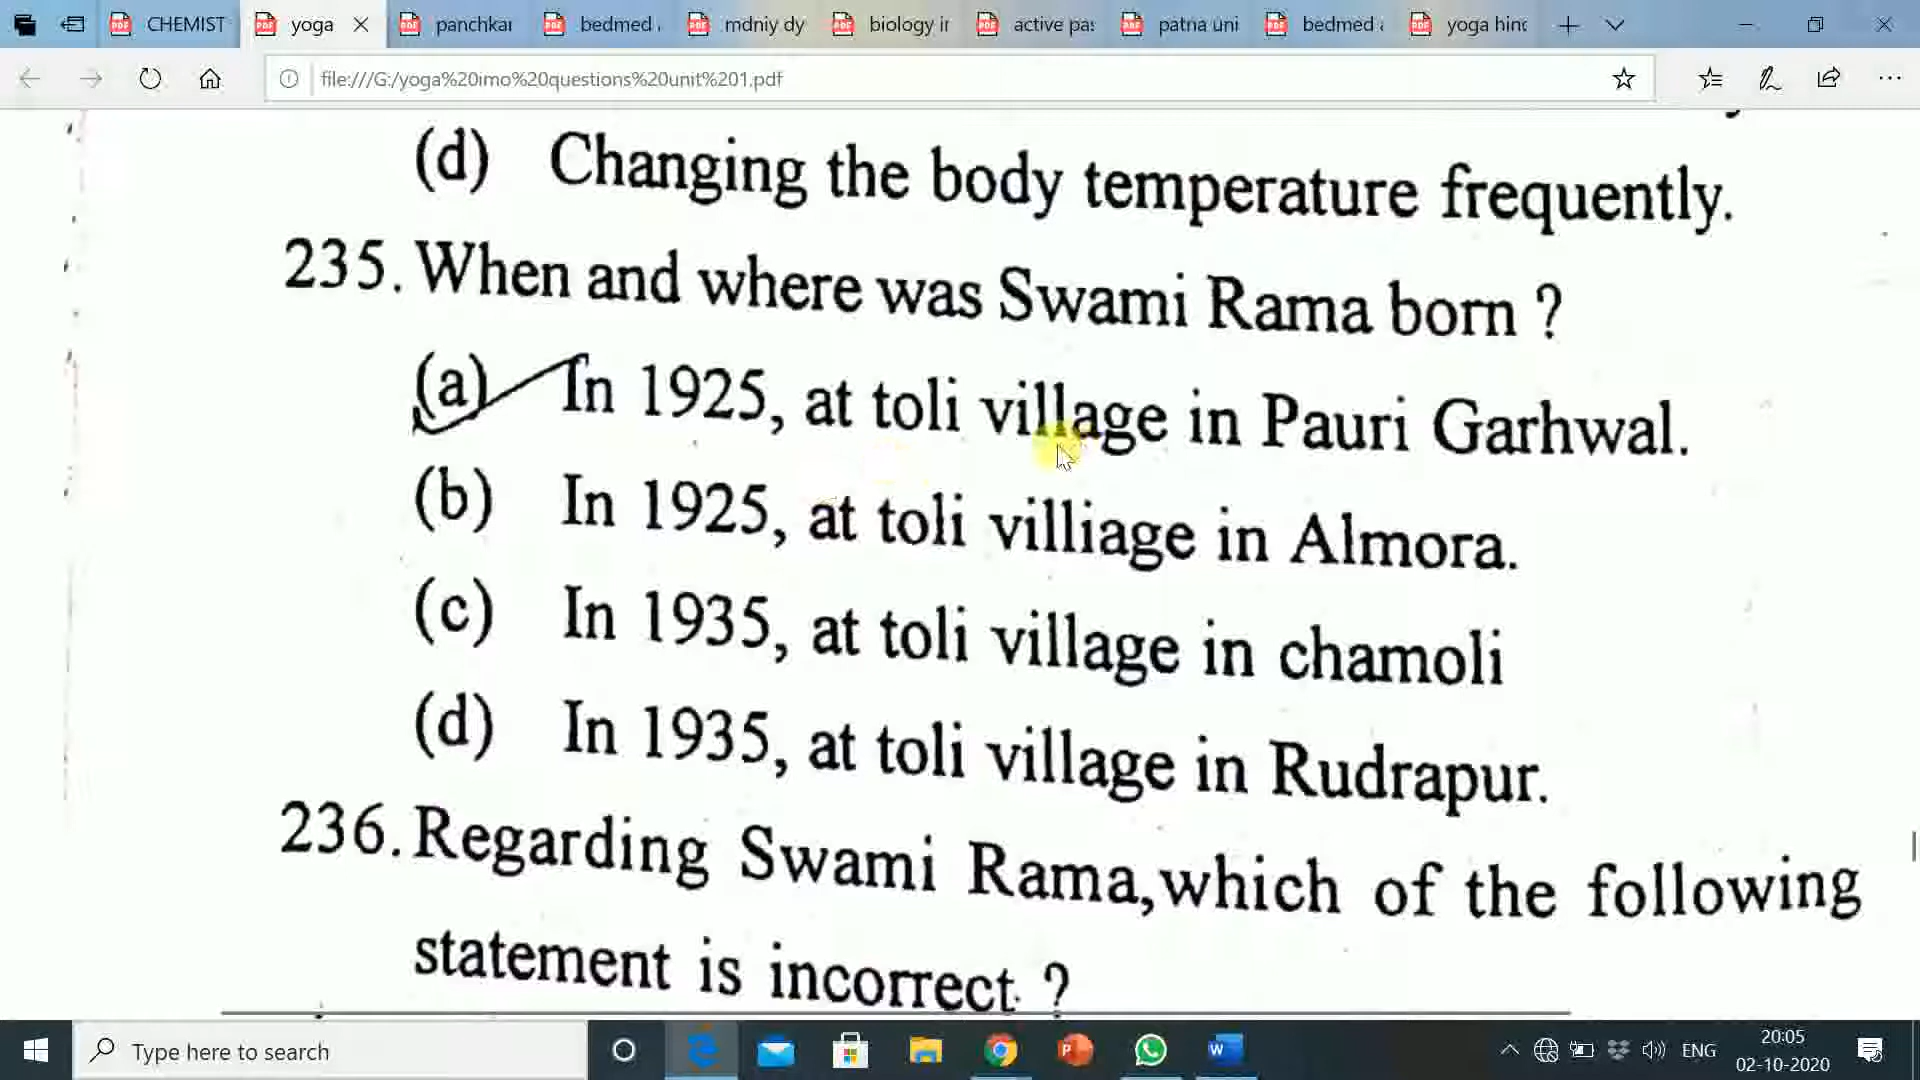 CHEMIST
yoga
panchkar
bedmed
mdniy dy
biology ir
active pas
patna uni
bedmed a
yoga hind
file:///G:/yoga%20imo%20questions%20unit%201.pdf
(d) Changing the body temperature frequently.
235. When and where was Swami Rama born ?
(a) In 1925, at toli village in Pauri Garhwal.
(b) In 1925, at toli villiage in Almora.
(c) In 1935, at toli village in chamoli
(d) In 1935, at toli village in Rudrapur.
236. Regarding Swami Rama, which of the following
statement is incorrect ?
Type here to search
ENG
20:05
02-10-2020